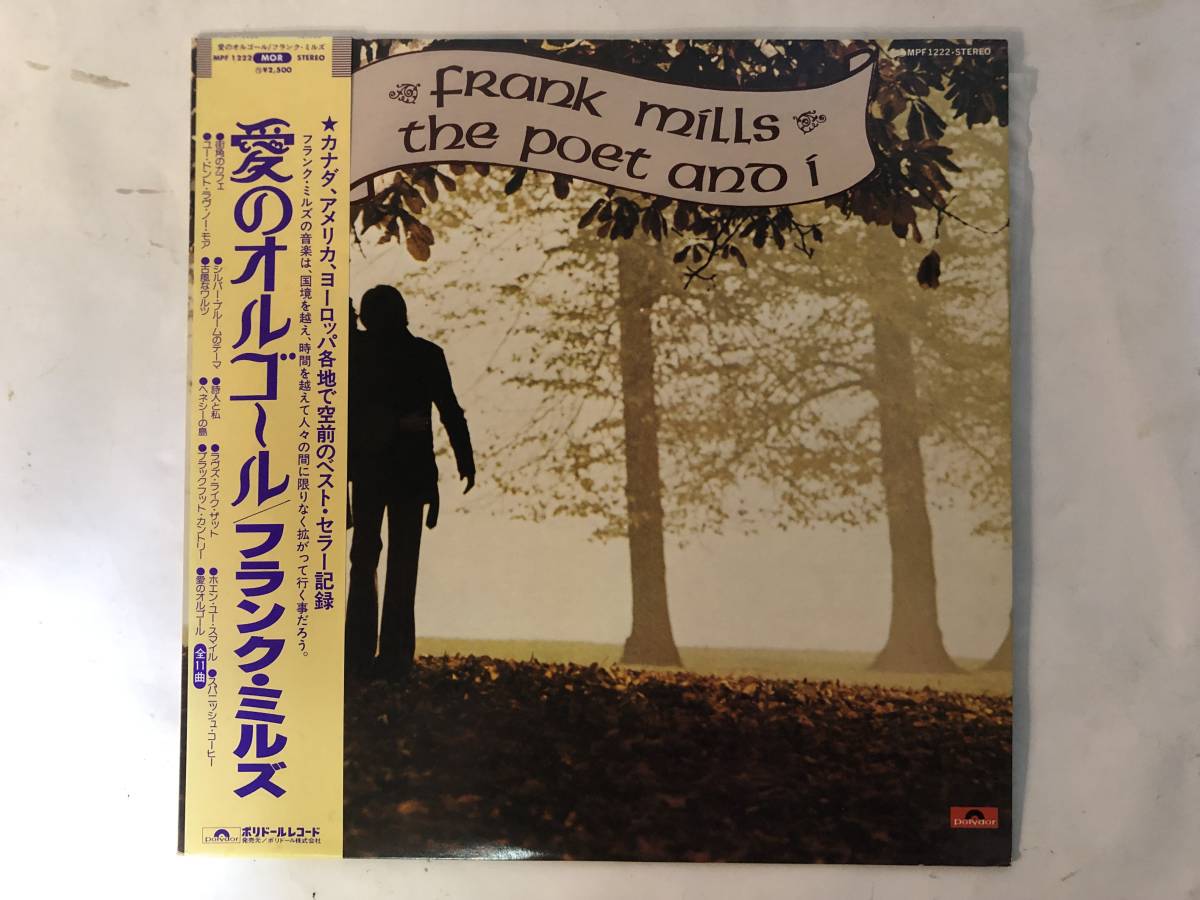 愛のオルゴール/フランク・ミルズ
MPF 1222 MOR STEREO
¥2,500
★カナダ、アメリカ、ヨーロッパ各地で空前のベスト・セラー記録
フランク・ミルズの音楽は、国境を越え、時間を越えて人々の間に限りなく拡がって行く事だろう。
愛のオルゴール/フランク・ミルズ
●街角のカフェ
●ユー・ドント・ラヴ・ノー・モア
●シルバー・ブルームのテーマ
●古風なワルツ
●詩人と私
●ヘネシーの島
●ラヴズ・ライク・ザット
●ブラックフット・カントリー
●ホエン・ユー・スマイル
●愛のオルゴール
●スパニッシュ・コーヒー
全11曲
polydor ポリドールレコード
発売元/ポリドール株式会社
MPF1222・STEREO
frank mills
the poet and i
polydor